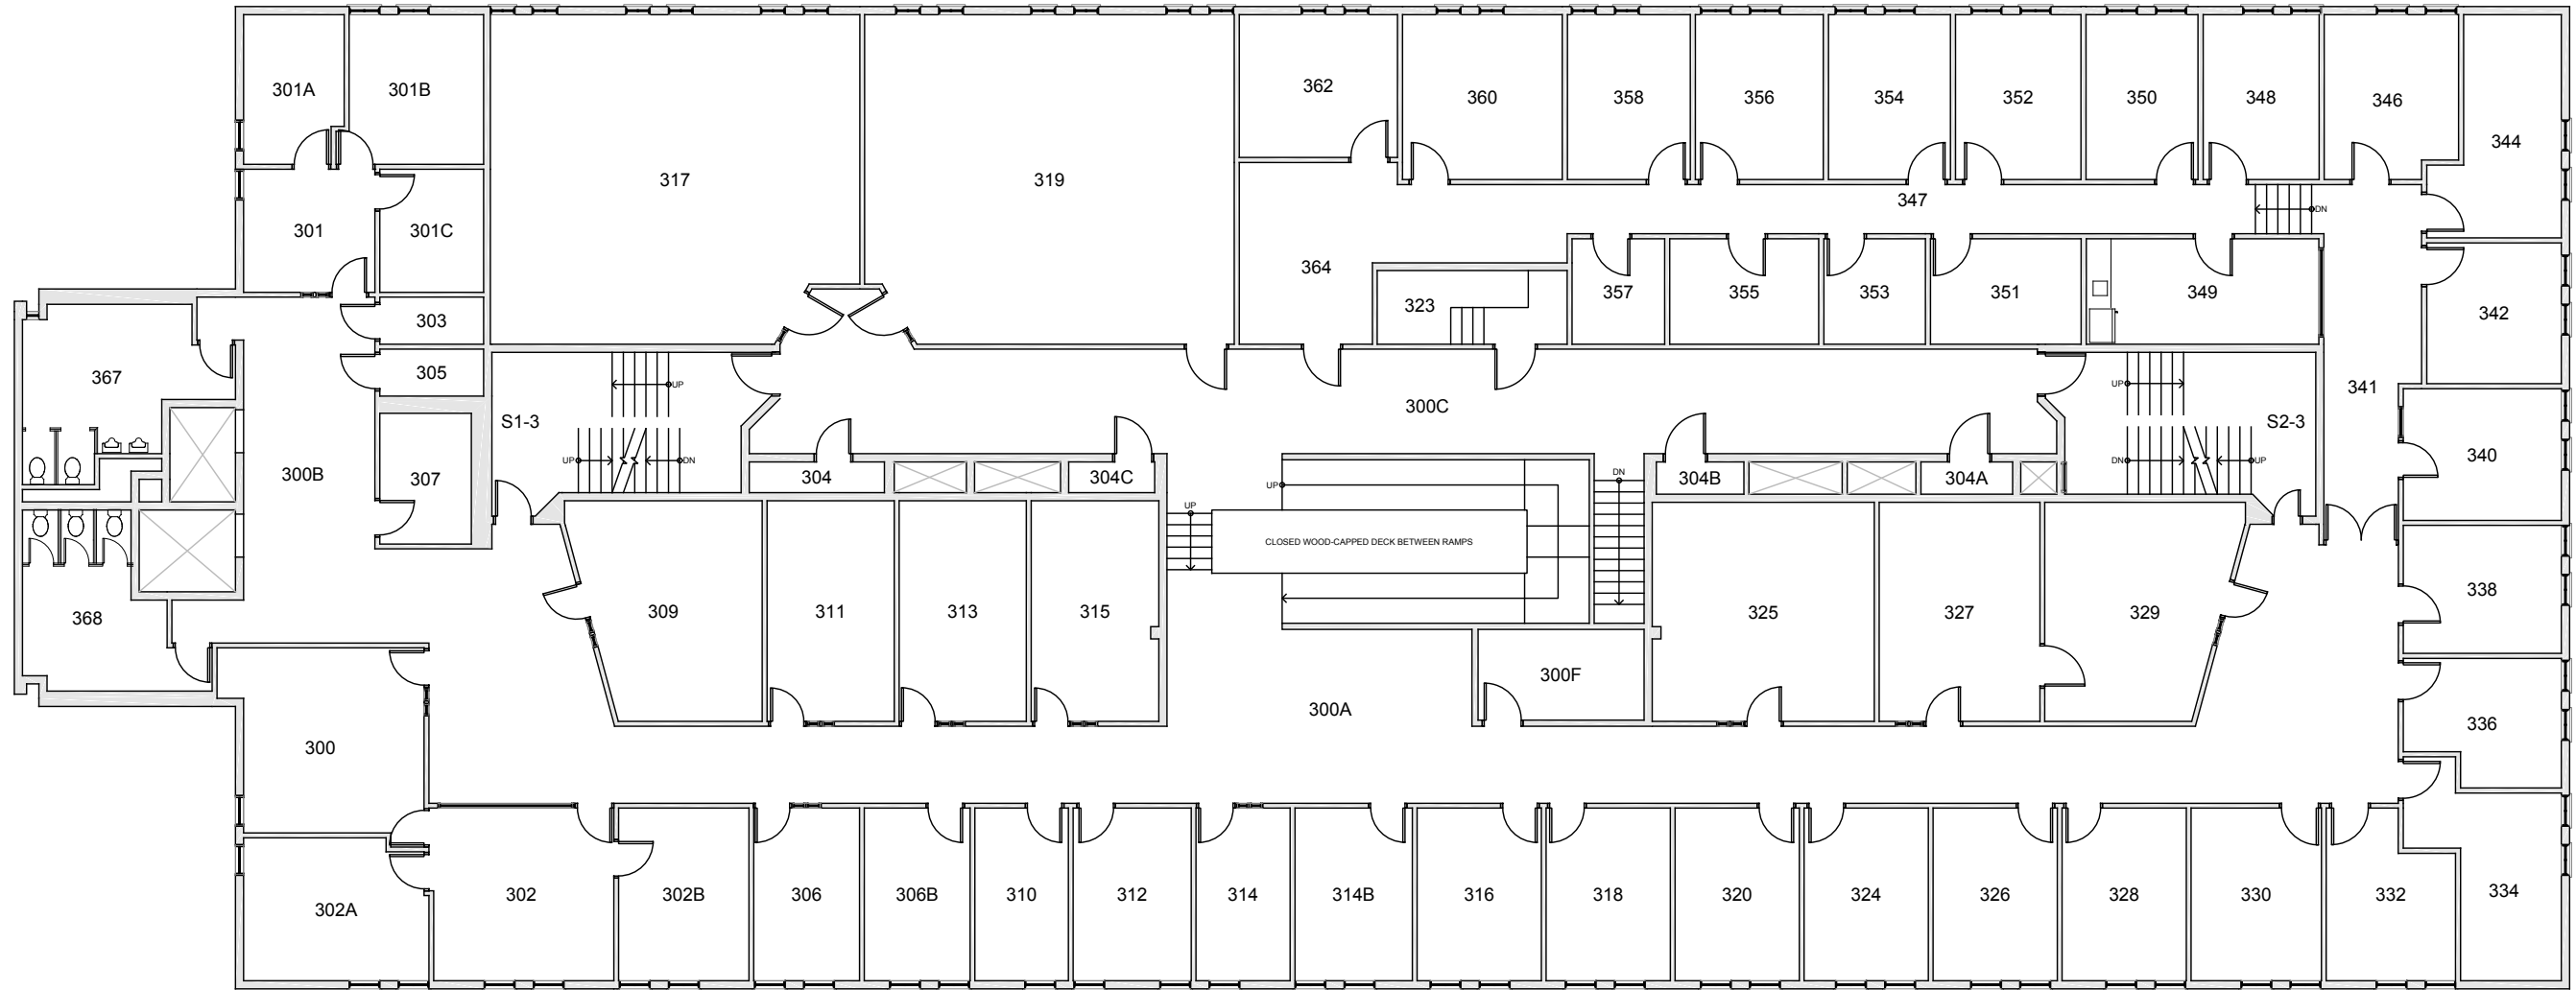 301A
301B
317
319
362
360
358
356
354
352
350
348
346
344
301
301C
347
DN
364
323
357
355
353
351
349
342
303
305
367
UP
S1-3
300C
341
UP
S2-3
300B
307
UP
DN
304
304C
UP
DN
304B
304A
DN
UP
340
UP
CLOSED WOOD-CAPPED DECK BETWEEN RAMPS
368
309
311
313
315
325
327
329
338
300F
300A
336
300
302A
302
302B
306
306B
310
312
314
314B
316
318
320
324
326
328
330
332
334